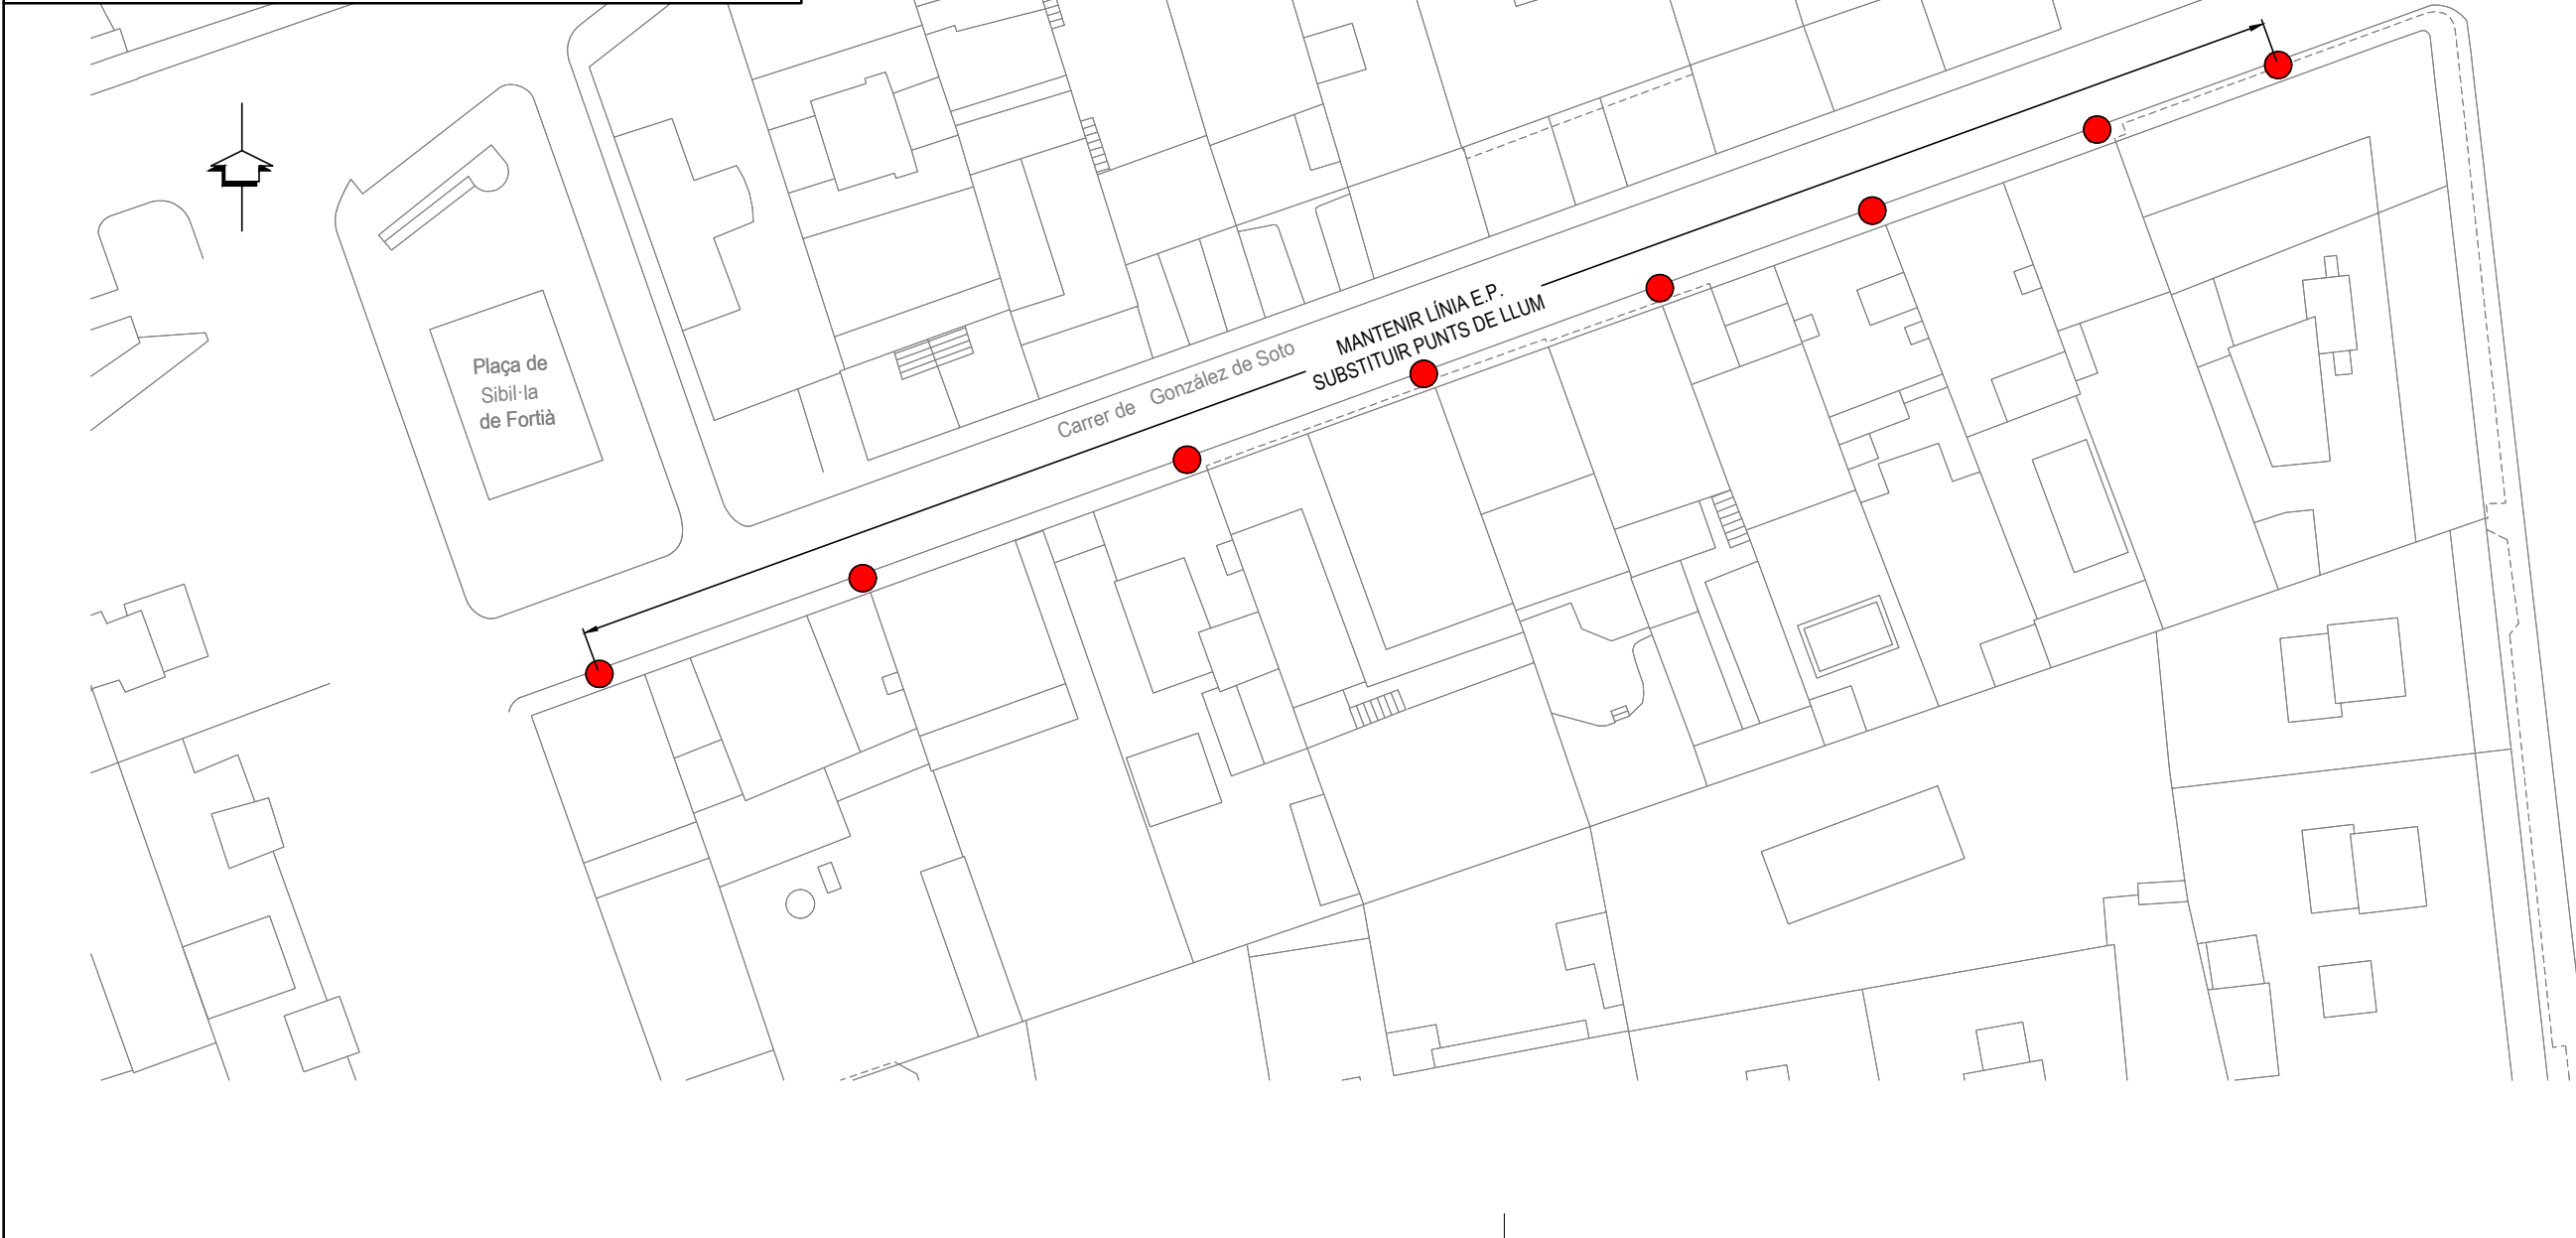 Plaça de
Sibil·la
de Fortià
Carrer de González de Soto
MANTENIR LÍNIA E.P.
SUBSTITUIR PUNTS DE LLUM